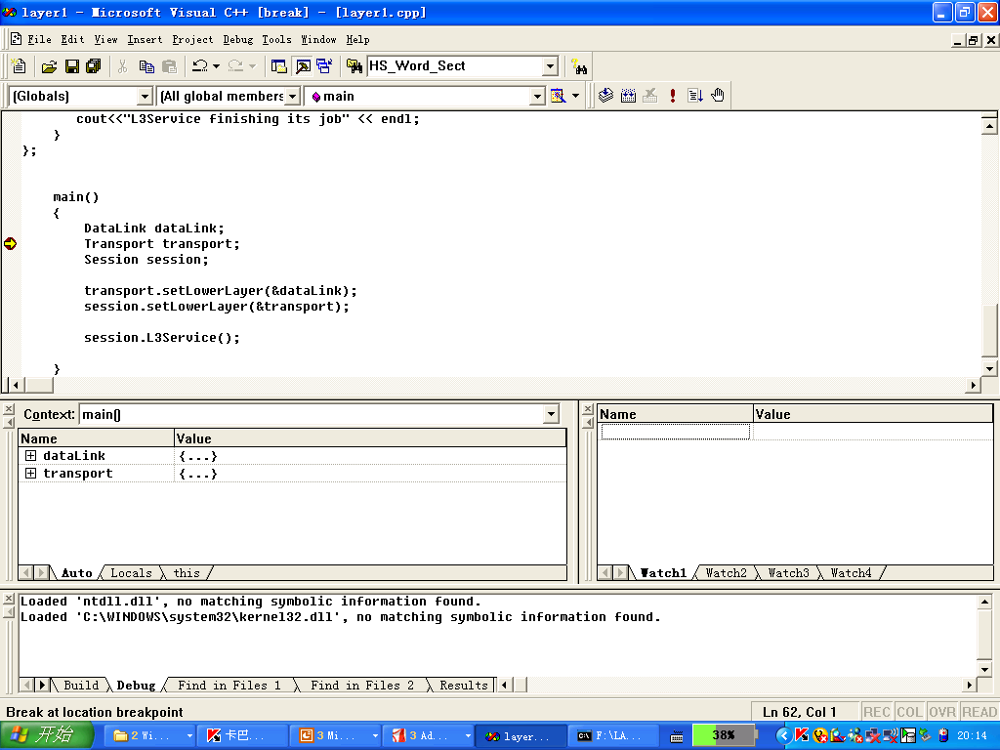 layer1 - Microsoft Visual C++ [break] - [layer1.cpp]
File Edit View Insert Project Debug Tools Window Help
HS_Word_Sect
(Globals) (All global members main
cout<<"L3Service finishing its job" << endl;
}
};
main()
{
DataLink dataLink;
Transport transport;
Session session;
transport.setLowerLayer(&dataLink);
session.setLowerLayer(&transport);
session.L3Service();
}
Context: main()
Name Value
dataLink {...}
transport {...}
Auto Locals this
Name Value
Watch1 Watch2 Watch3 Watch4
Loaded 'ntdll.dll', no matching symbolic information found.
Loaded 'C:\WINDOWS\system32\kernel32.dll', no matching symbolic information found.
Build Debug Find in Files 1 Find in Files 2 Results
Break at location breakpoint Ln 62, Col 1 REC COL OVR READ
开始 2 Wi... 卡巴... 3 Mi... 3 Ad... layer... F:\LA... 38% 20:14